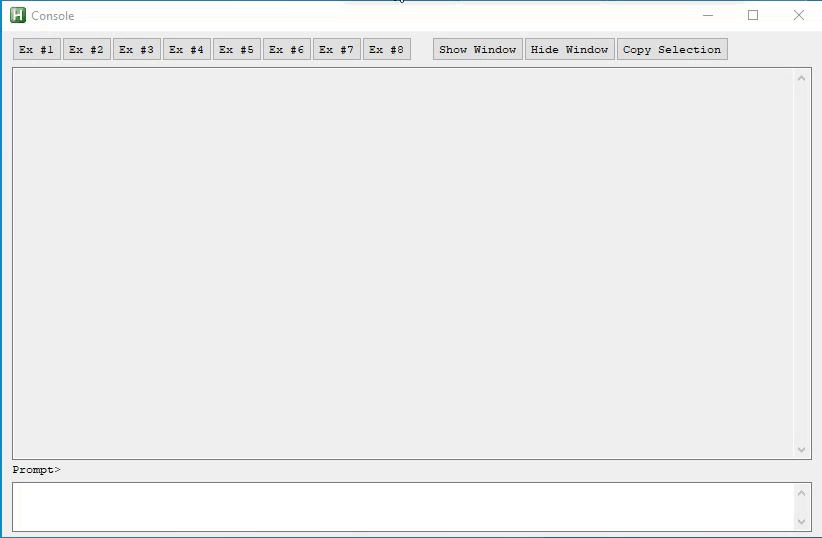 Console
Ex #1 Ex #2 Ex #3 Ex #4 Ex #5 Ex #6 Ex #7 Ex #8 Show Window Hide Window Copy Selection
Prompt>